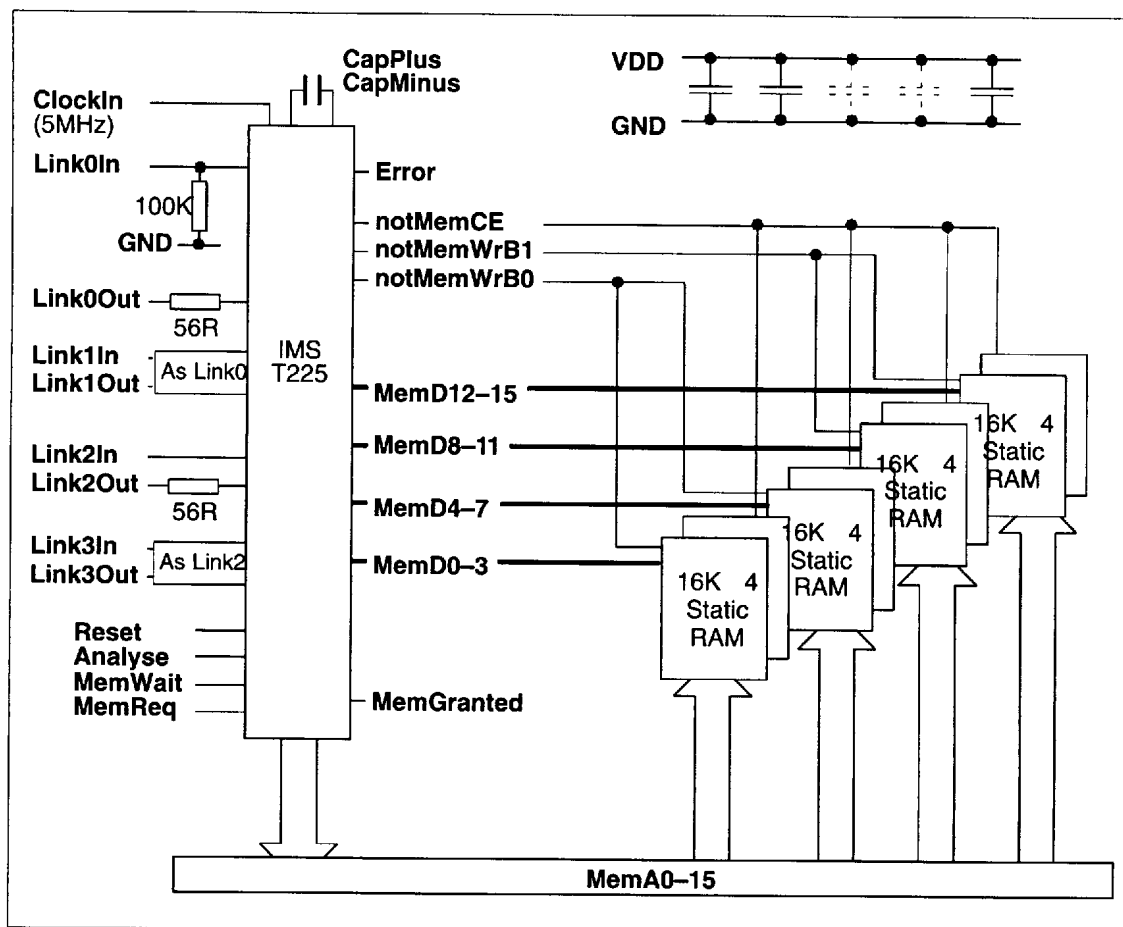 CapPlus
CapMinus
VDD
GND
ClockIn
(5MHz)
Link0In
100K
GND
Link0Out
56R
Link1In
Link1Out
As Link0
Link2In
Link2Out
56R
Link3In
Link3Out
As Link2
Reset
Analyse
MemWait
MemReq
IMS
T225
Error
notMemCE
notMemWrB1
notMemWrB0
MemD12–15
MemD8–11
MemD4–7
MemD0–3
MemGranted
16K 4
Static
RAM
16K 4
Static
RAM
16K 4
Static
RAM
16K 4
Static
RAM
MemA0–15